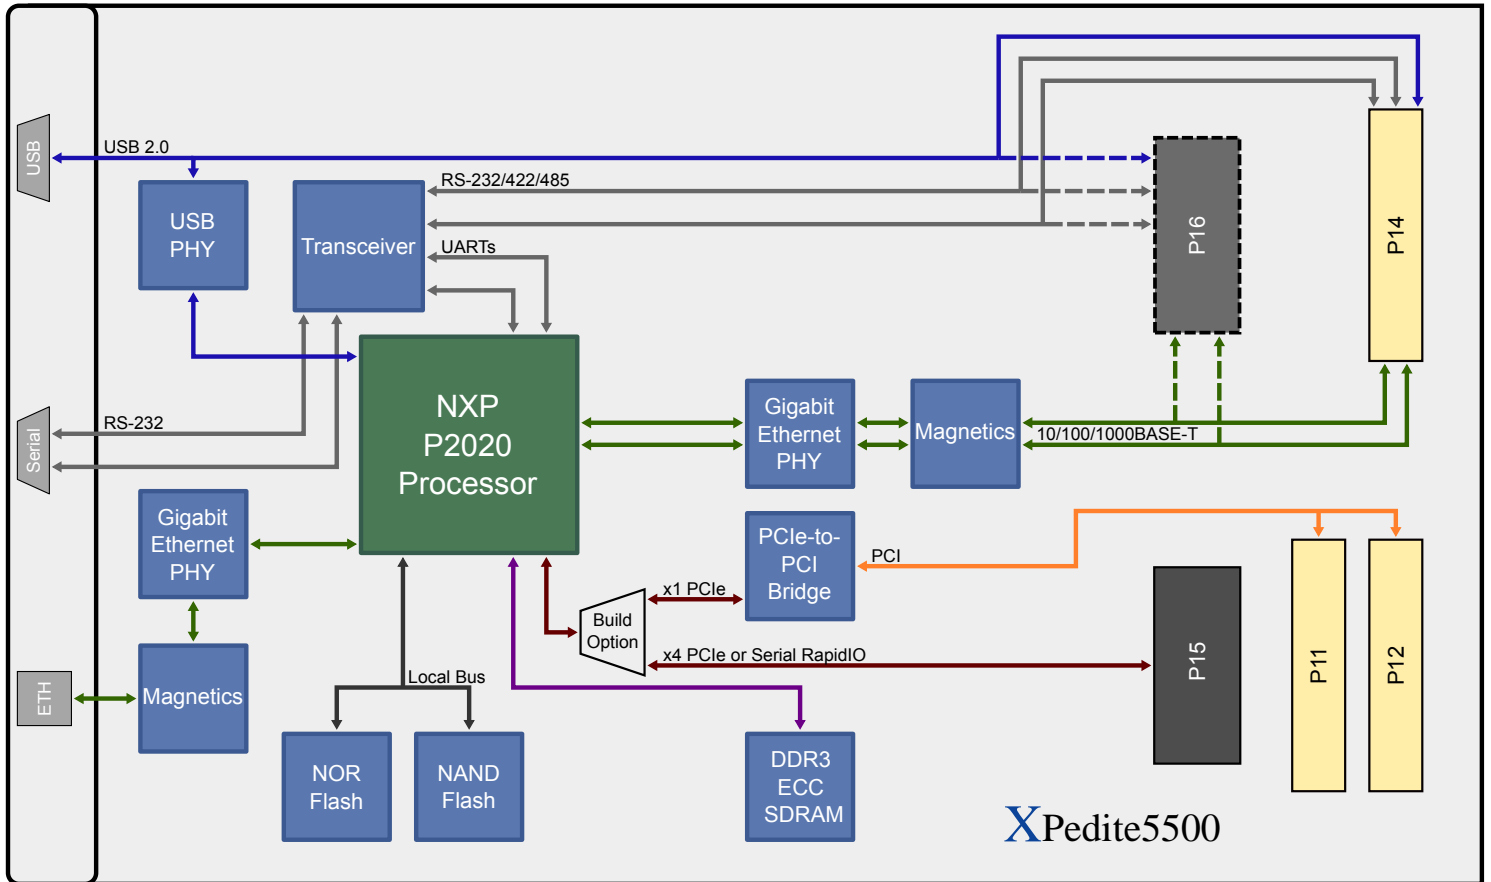 USB 2.0
USB
RS-232/422/485
USB
PHY
Transceiver
UARTs
P16
P14
NXP
P2020
Processor
Gigabit
Ethernet
PHY
Magnetics
10/100/1000BASE-T
RS-232
Serial
Gigabit
Ethernet
PHY
PCIe-to-
PCI
Bridge
PCI
x1 PCIe
Build
Option
x4 PCIe or Serial RapidIO
P15
P11
P12
Local Bus
ETH
Magnetics
NOR
Flash
NAND
Flash
DDR3
ECC
SDRAM
XPedite5500